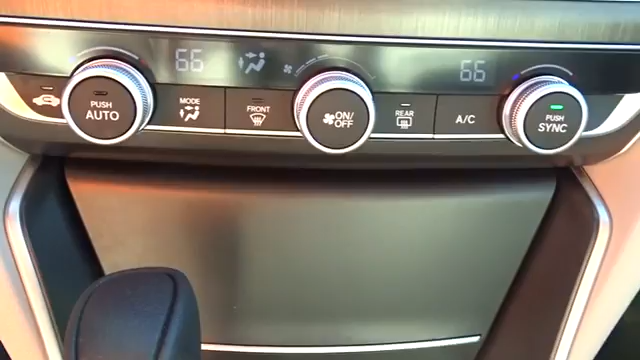 66 66
PUSH
AUTO
MODE
FRONT
ON/
OFF
REAR
A/C
PUSH
SYNC